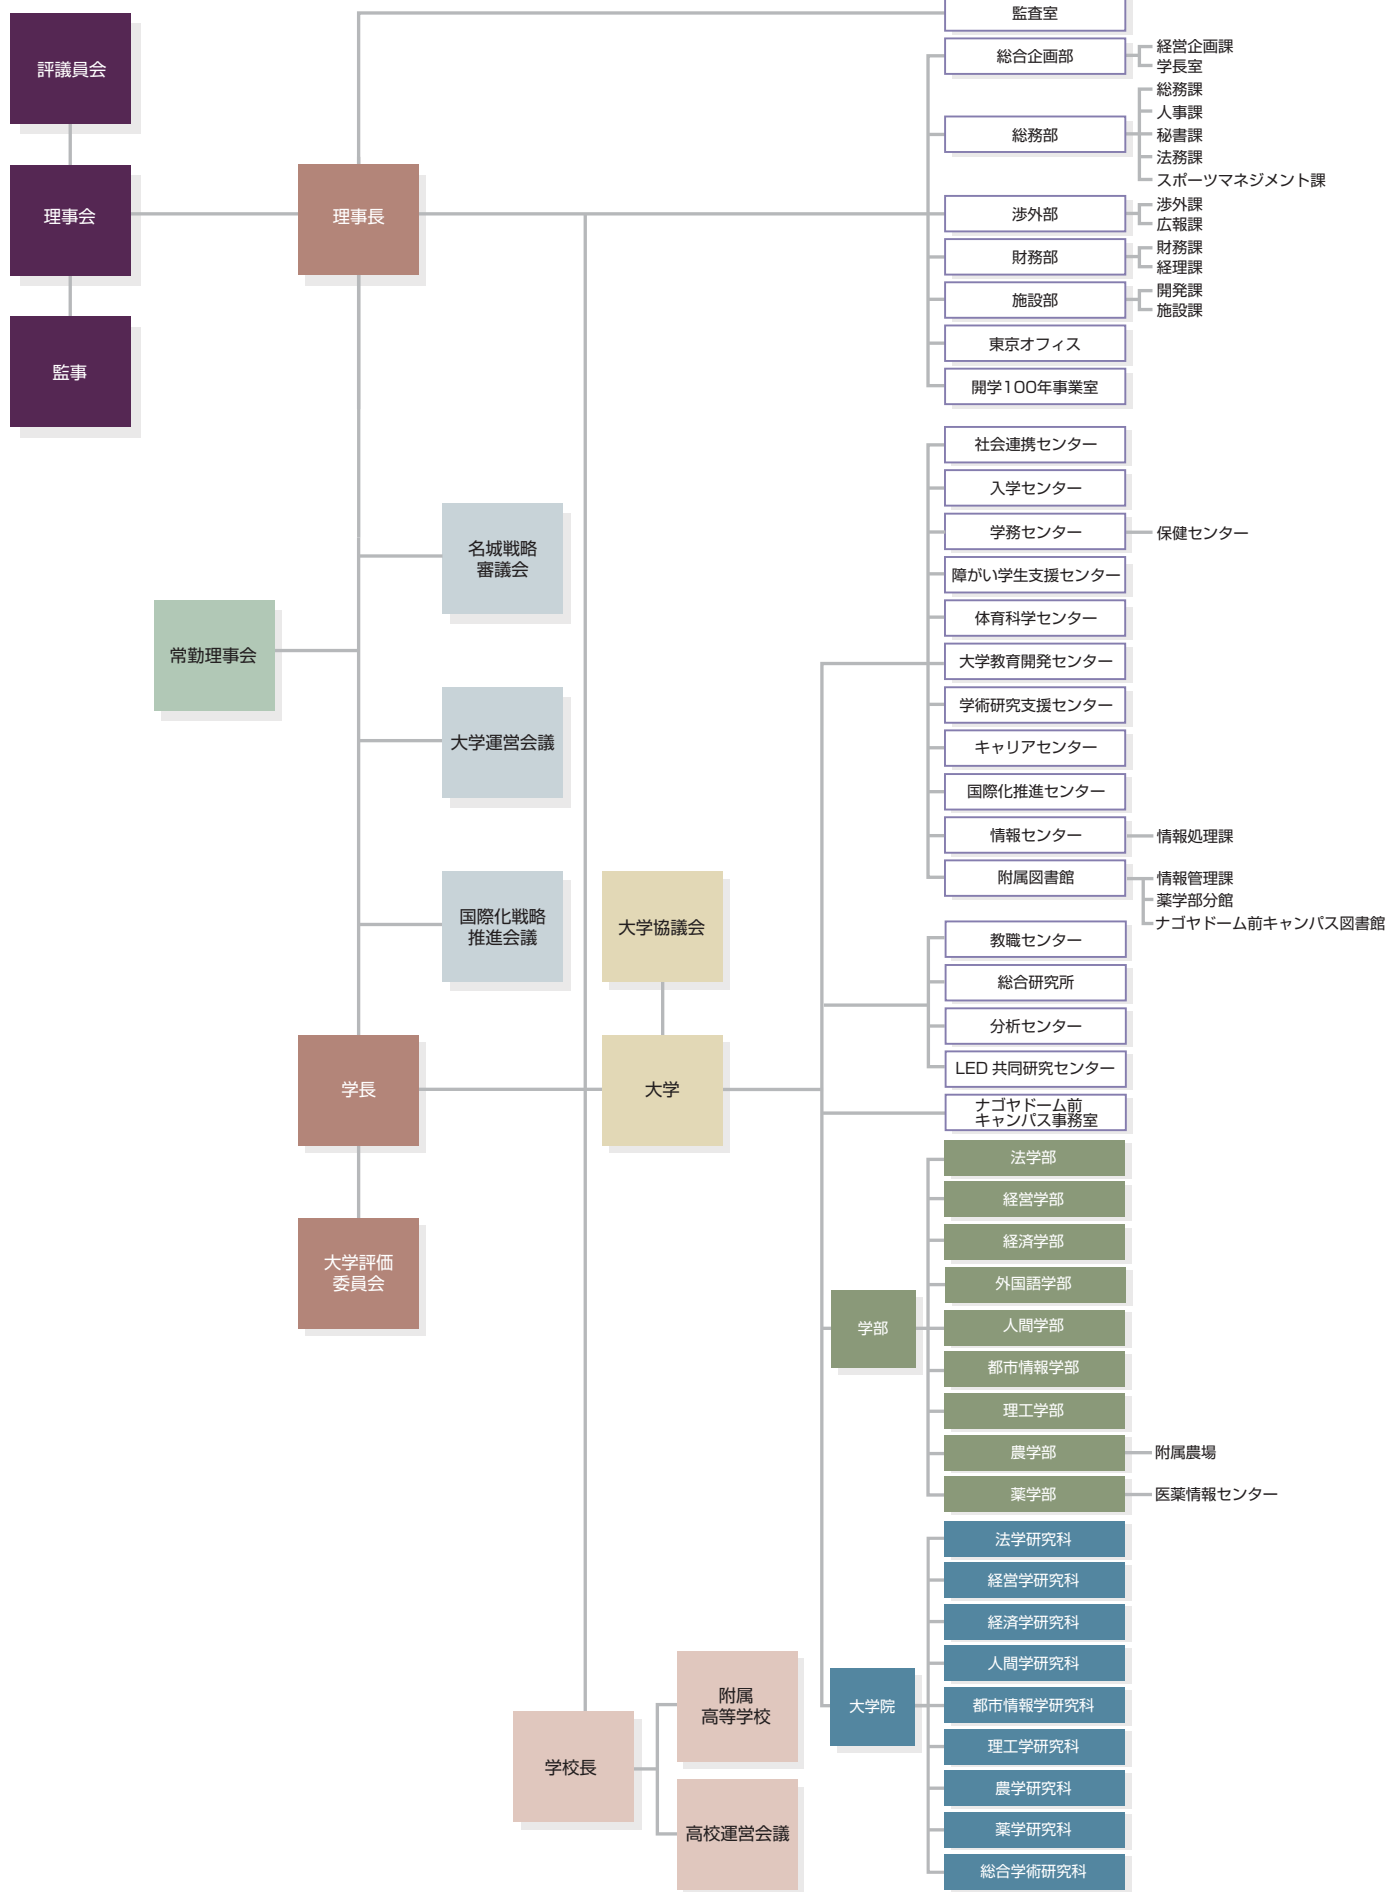 評議員会
理事会
監事
理事長
常勤理事会
名城戦略
審議会
大学運営会議
国際化戦略
推進会議
学長
大学評価
委員会
大学協議会
大学
学校長
附属
高等学校
高校運営会議
監査室
総合企画部
経営企画課
学長室
総務部
総務課
人事課
秘書課
法務課
スポーツマネジメント課
渉外部
渉外課
広報課
財務部
財務課
経理課
施設部
開発課
施設課
東京オフィス
開学100年事業室
社会連携センター
入学センター
学務センター
保健センター
障がい学生支援センター
体育科学センター
大学教育開発センター
学術研究支援センター
キャリアセンター
国際化推進センター
情報センター
情報処理課
附属図書館
情報管理課
薬学部分館
ナゴヤドーム前キャンパス図書館
教職センター
総合研究所
分析センター
LED 共同研究センター
ナゴヤドーム前
キャンパス事務室
学部
法学部
経営学部
経済学部
外国語学部
人間学部
都市情報学部
理工学部
農学部
附属農場
薬学部
医薬情報センター
大学院
法学研究科
経営学研究科
経済学研究科
人間学研究科
都市情報学研究科
理工学研究科
農学研究科
薬学研究科
総合学術研究科